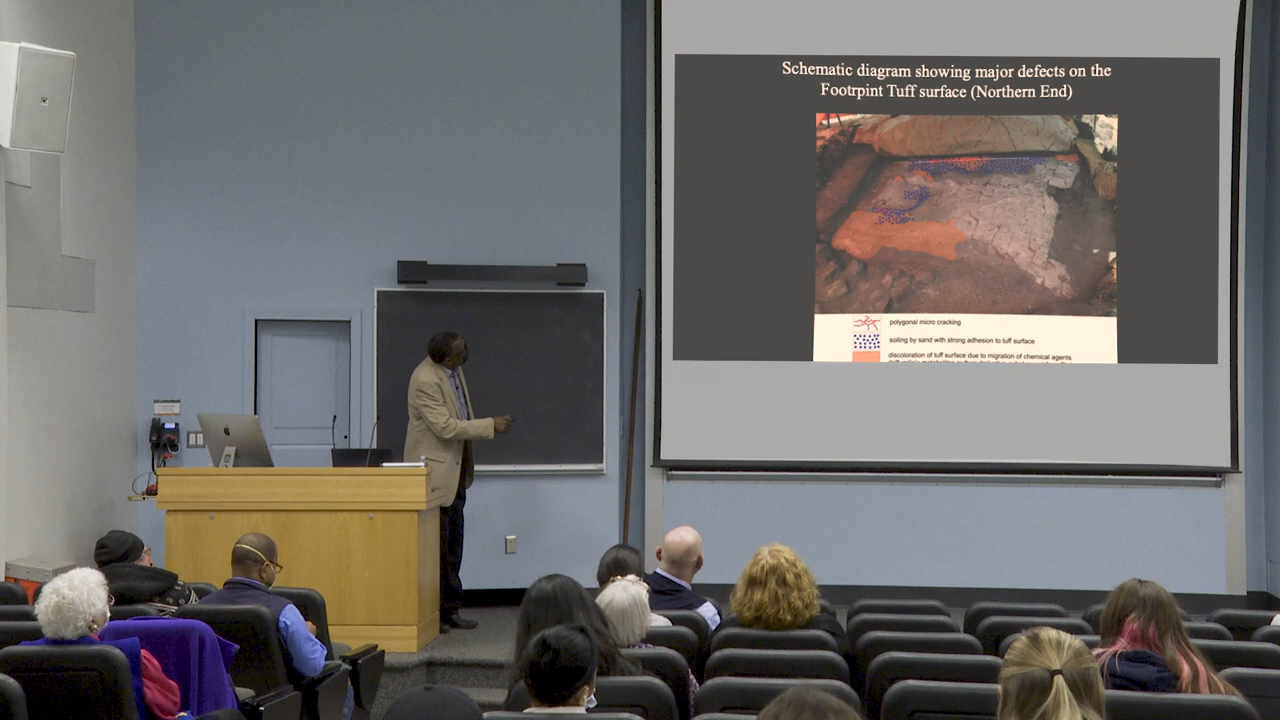 Schematic diagram showing major defects on the
Footrpint Tuff surface (Northern End)
polygonal micro cracking
soiling by sand with strong adhesion to tuff surface
discoloration of tuff surface due to migration of chemical agents